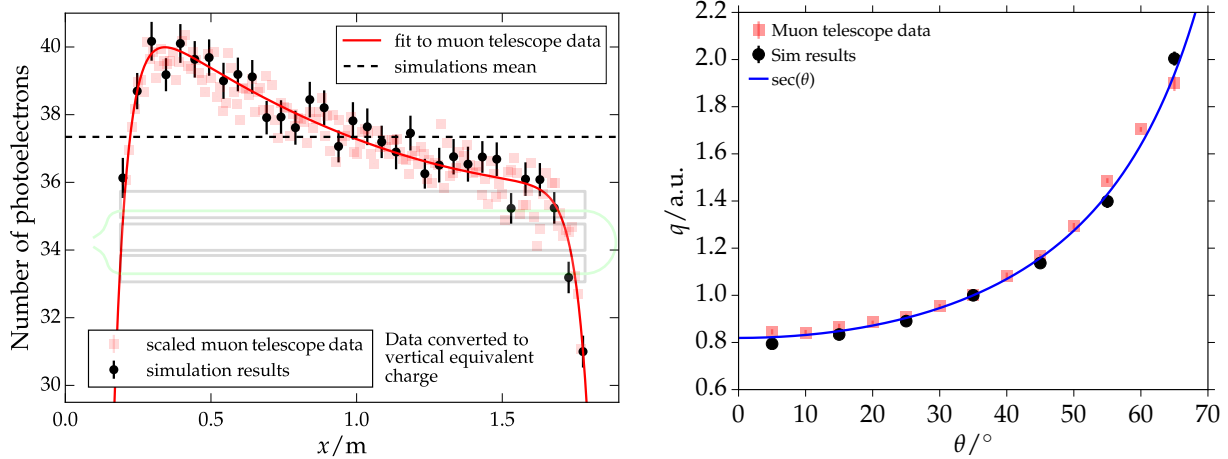 40
38
36
34
32
30
Number of photoelectrons
fit to muon telescope data
simulations mean
scaled muon telescope data
simulation results
Data converted to
vertical equivalent
charge
0.0
0.5
1.0
1.5
x/m
2.2
2.0
1.8
1.6
1.4
1.2
1.0
0.8
0.6
q/a.u.
Muon telescope data
Sim results
sec(θ)
0
10
20
30
40
50
60
70
θ/°